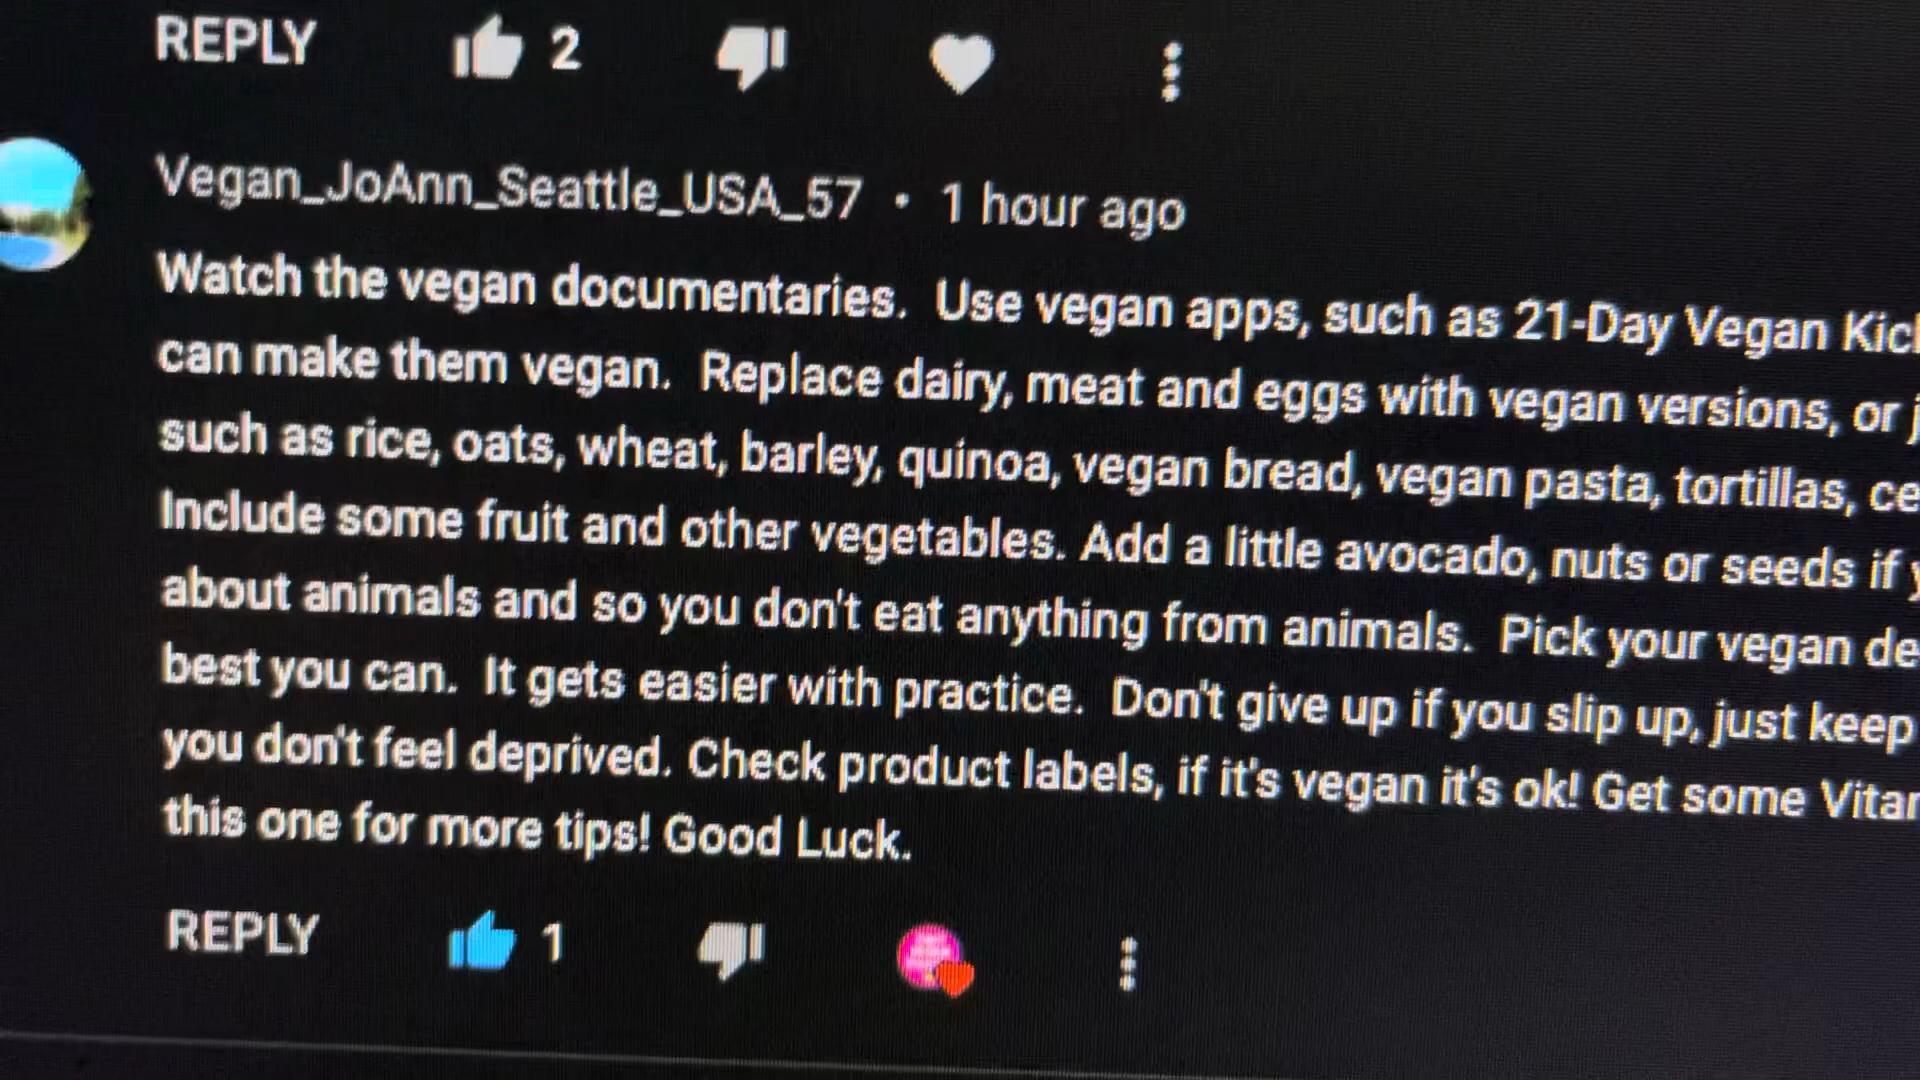 REPLY 2
Vegan_JoAnn_Seattle_USA_57 • 1 hour ago
Watch the vegan documentaries. Use vegan apps, such as 21-Day Vegan
can make them vegan. Replace dairy, meat and eggs with vegan versions, or
such as rice, oats, wheat, barley, quinoa, vegan bread, vegan pasta, tortillas,
Include some fruit and other vegetables. Add a little avocado, nuts or seeds if
about animals and so you don't eat anything from animals. Pick your vegan
best you can. It gets easier with practice. Don't give up if you slip up, just keep
you don't feel deprived. Check product labels, if it's vegan it's ok! Get some
this one for more tips! Good Luck.
REPLY 1